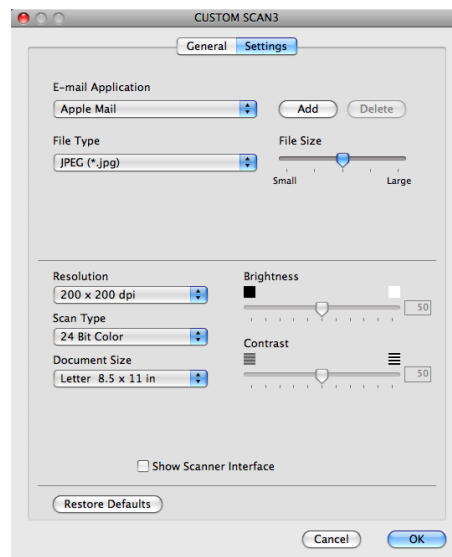 CUSTOM SCAN3
General Settings
E-mail Application
Apple Mail Add Delete
File Type File Size
JPEG (*.jpg)
Small Large
Resolution Brightness
200 x 200 dpi 50
Scan Type
24 Bit Color Contrast
Document Size
Letter 8.5 x 11 in 50
Show Scanner Interface
Restore Defaults
Cancel OK